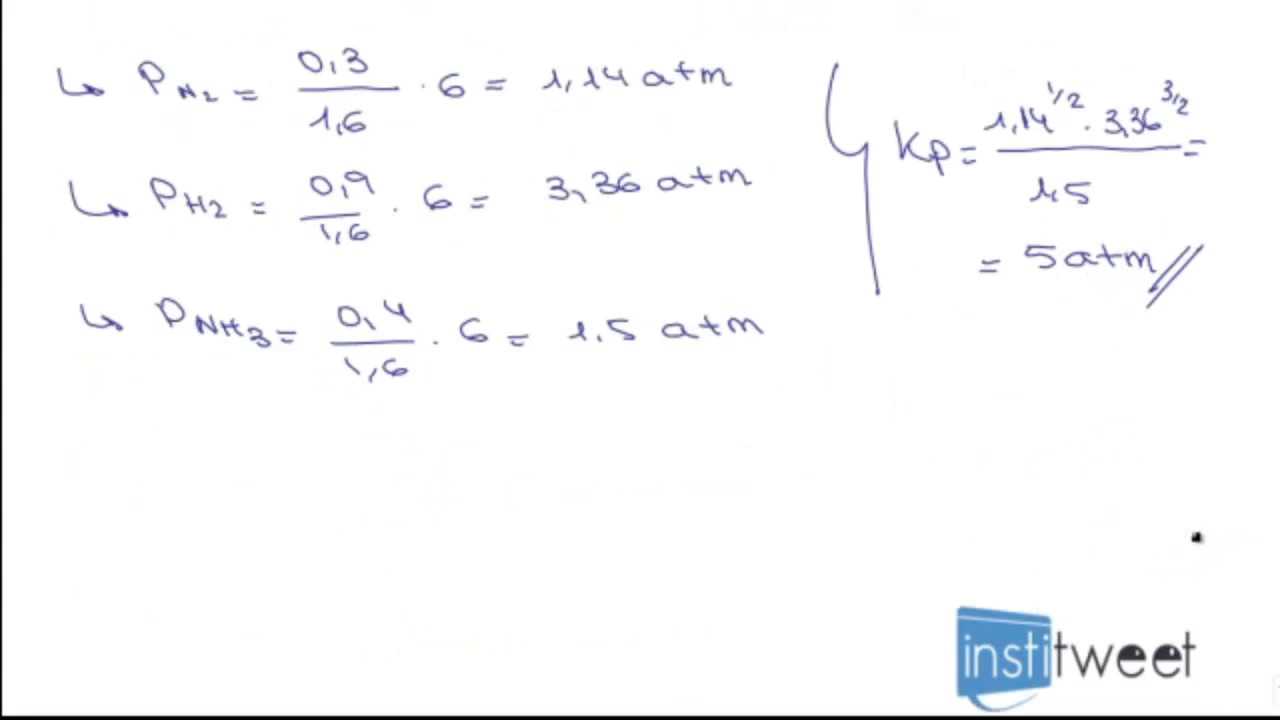 ↳ P_N2 = 0,3/1,6 · 6 = 1,14 atm
↳ P_H2 = 0,9/1,6 · 6 = 3,36 atm
↳ P_NH3 = 0,4/1,6 · 6 = 1.5 atm
Kp = 1,14^1/2 · 3,36^3/2 / 1.5 =
= 5 atm //
institweet